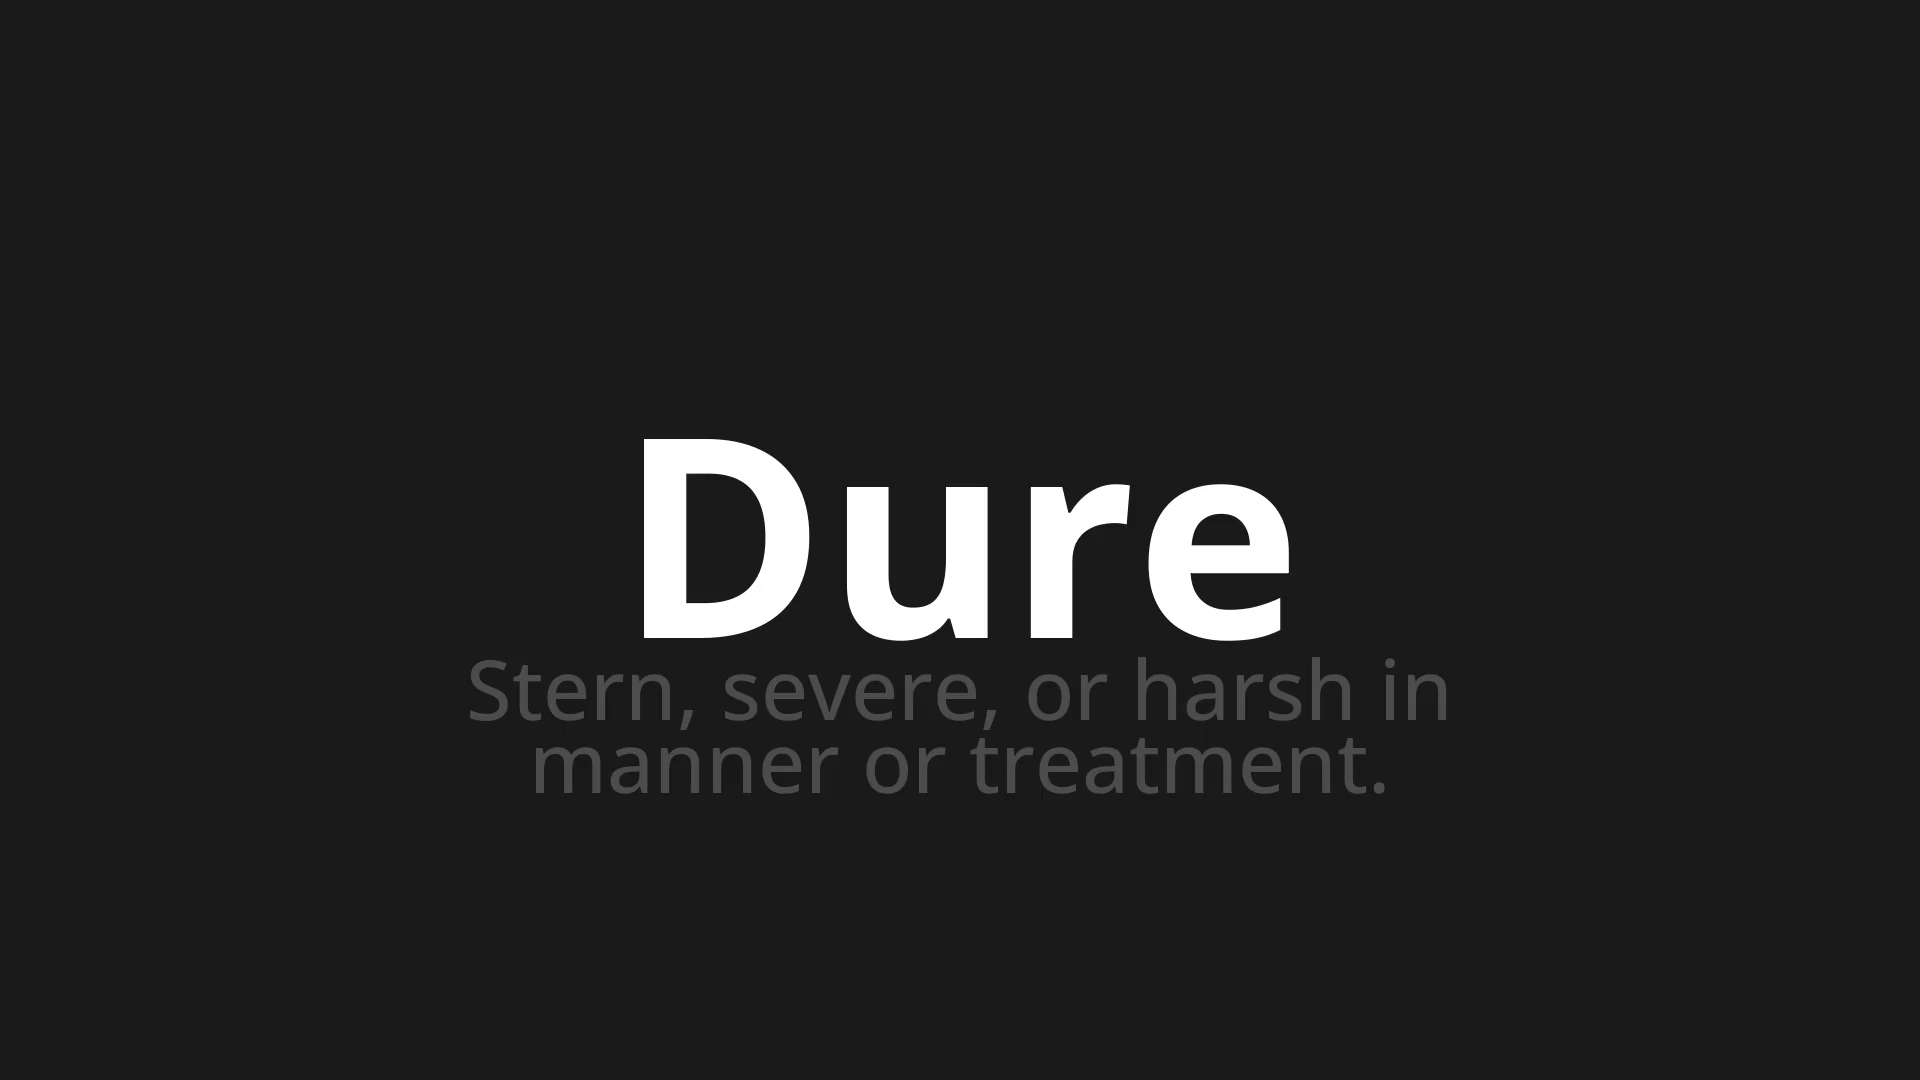 Dure
Stern, severe, or harsh in
manner or treatment.